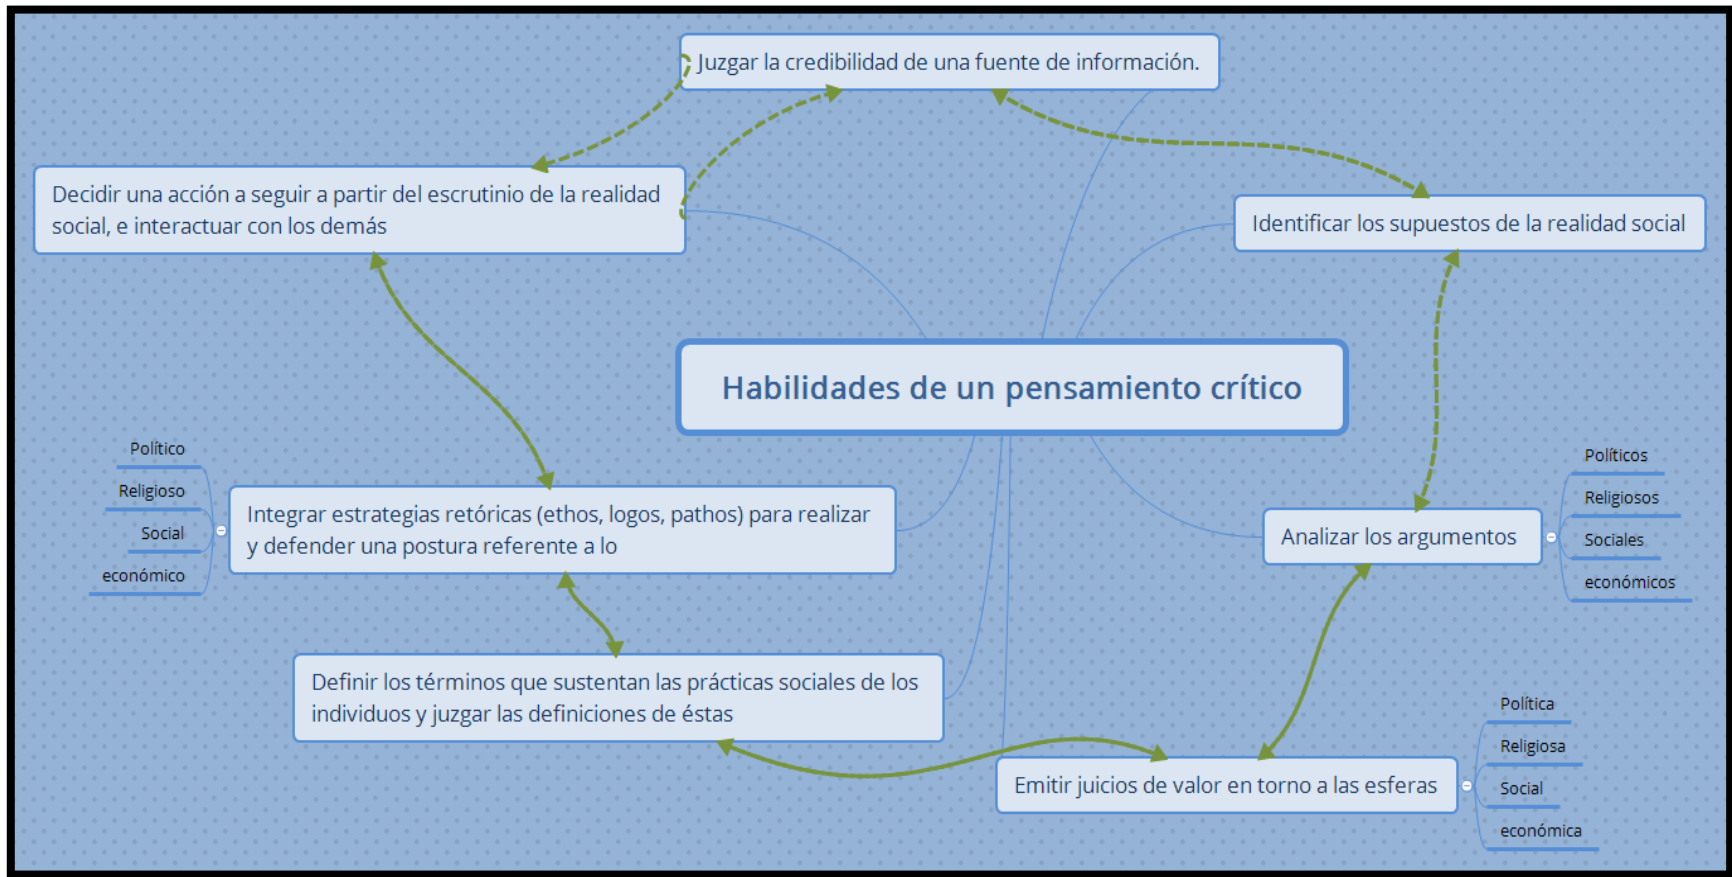 Juzgar la credibilidad de una fuente de información.
Decidir una acción a seguir a partir del escrutinio de la realidad
social, e interactuar con los demás
Identificar los supuestos de la realidad social
Habilidades de un pensamiento crítico
Político
Religioso
Social
económico
Integrar estrategias retóricas (ethos, logos, pathos) para realizar
y defender una postura referente a lo
Analizar los argumentos
Políticos
Religiosos
Sociales
económicos
Definir los términos que sustentan las prácticas sociales de los
individuos y juzgar las definiciones de éstas
Emitir juicios de valor en torno a las esferas
Política
Religiosa
Social
económica